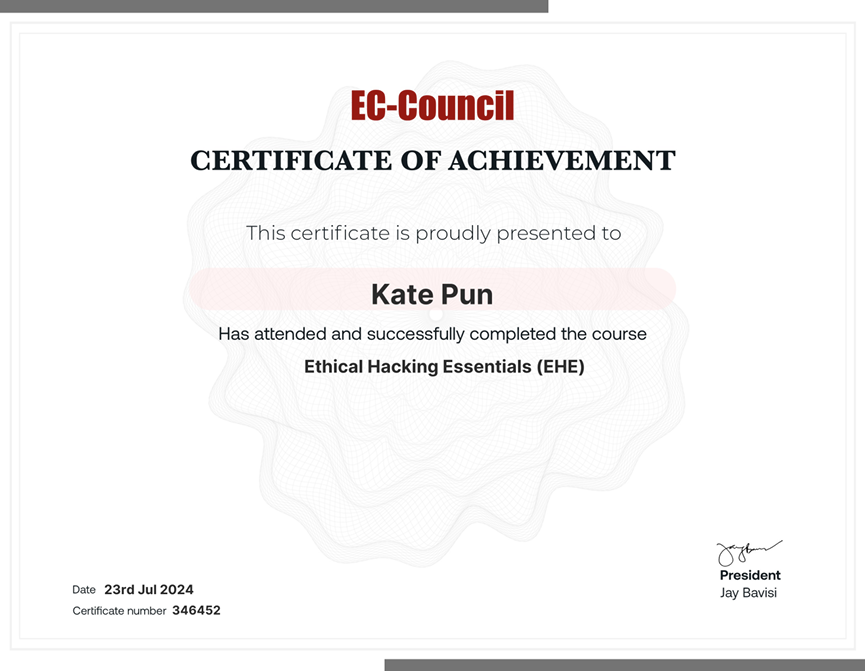 EC-Council
CERTIFICATE OF ACHIEVEMENT
This certificate is proudly presented to
Kate Pun
Has attended and successfully completed the course
Ethical Hacking Essentials (EHE)
Date 23rd Jul 2024
Certificate number 346452
President
Jay Bavisi